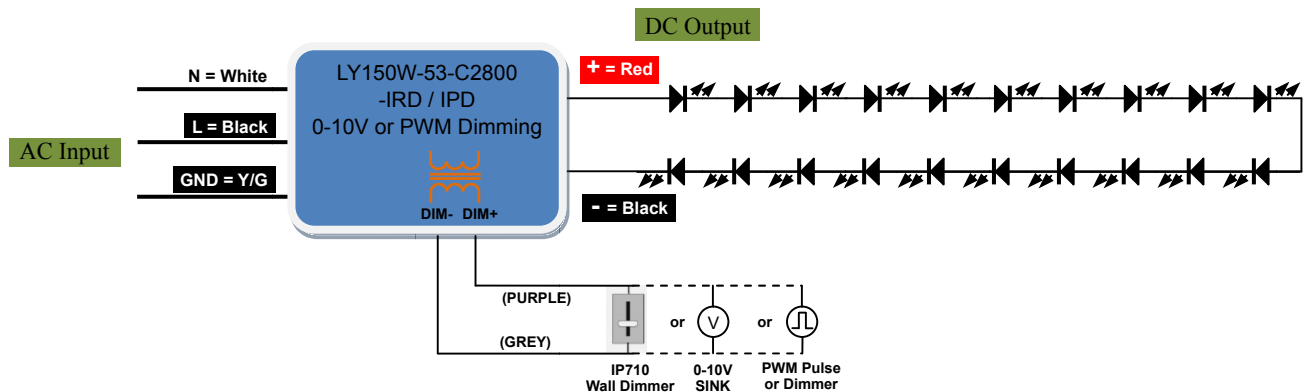 DC Output
N = White
L = Black
AC Input
GND = Y/G
LY150W-53-C2800
-IRD / IPD
0-10V or PWM Dimming
DIM- DIM+
+ = Red
- = Black
(PURPLE)
(GREY)
or
V
or
IP710
Wall Dimmer
0-10V
SINK
PWM Pulse
or Dimmer